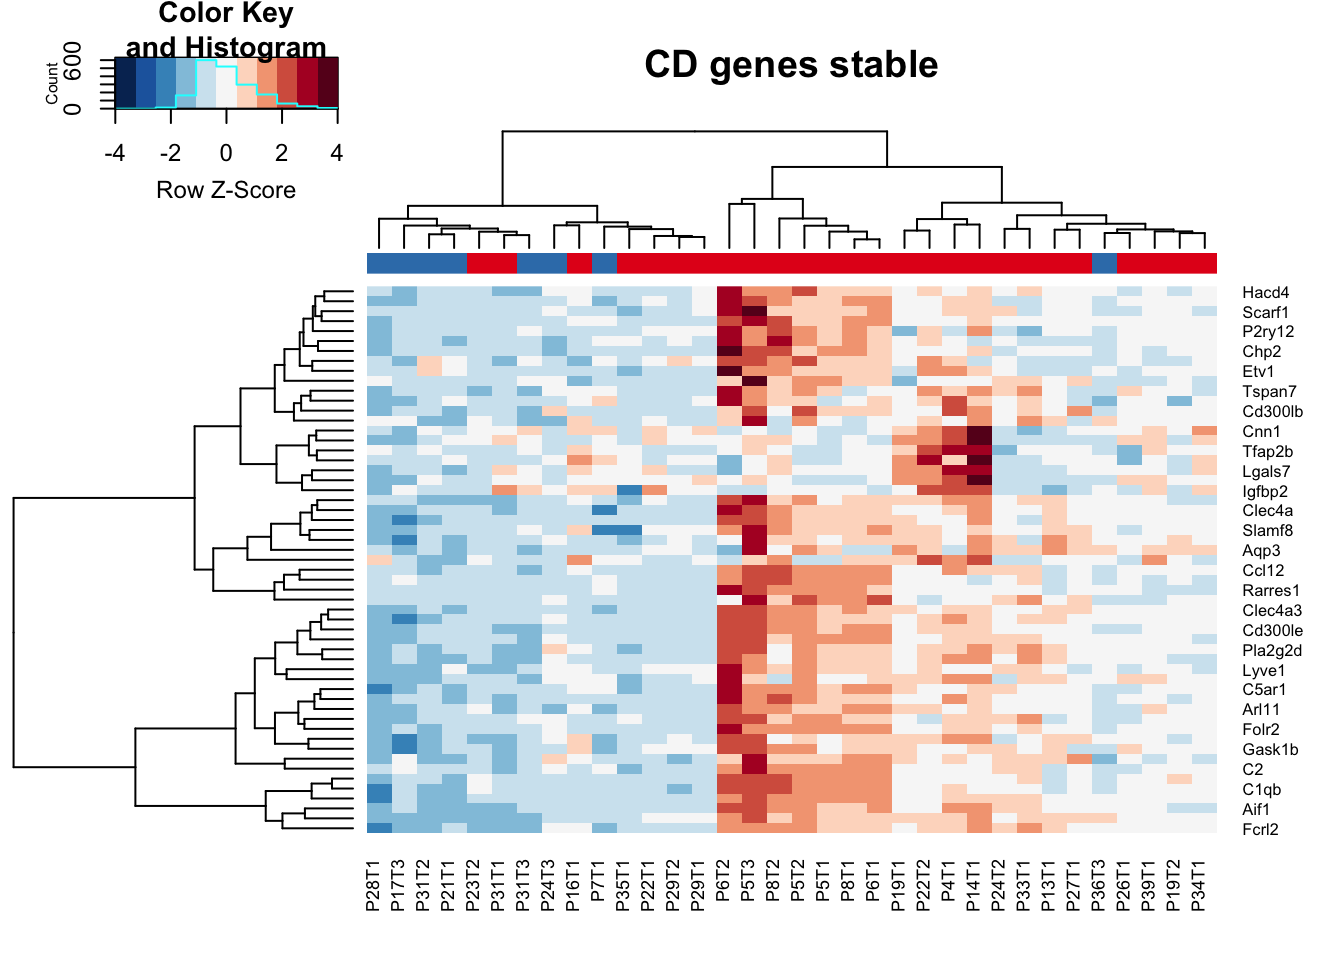 Color Key
and Histogram
Count
0 600
-4 -2 0 2 4
Row Z-Score
CD genes stable
Hacd4
Scarf1
P2ry12
Chp2
Etv1
Tspan7
Cd300lb
Cnn1
Tfap2b
Lgals7
Igfbp2
Clec4a
Slamf8
Aqp3
Ccl12
Rarres1
Clec4a3
Cd300le
Pla2g2d
Lyve1
C5ar1
Arl11
Folr2
Gask1b
C2
C1qb
Aif1
Fcrl2
P28T1
P17T3
P31T2
P21T1
P23T2
P31T1
P31T3
P24T3
P16T1
P7T1
P35T1
P22T1
P29T2
P29T1
P6T2
P5T3
P8T2
P5T2
P5T1
P8T1
P6T1
P19T1
P22T2
P4T1
P14T1
P24T2
P33T1
P13T1
P27T1
P36T3
P26T1
P39T1
P19T2
P34T1